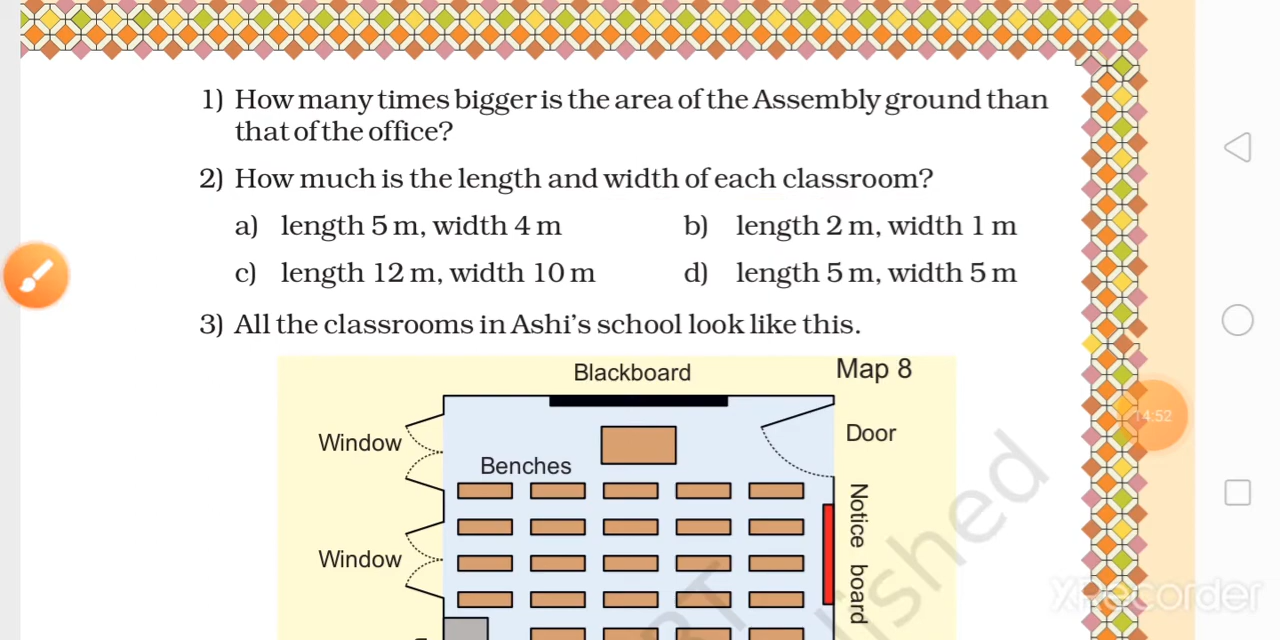 1) How many times bigger is the area of the Assembly ground than
that of the office?
2) How much is the length and width of each classroom?
a) length 5 m, width 4 m b) length 2 m, width 1 m
c) length 12 m, width 10 m d) length 5 m, width 5 m
3) All the classrooms in Ashi's school look like this.
Blackboard Map 8
Window Door
Benches
Notice board
Window
14:52
XRecorder